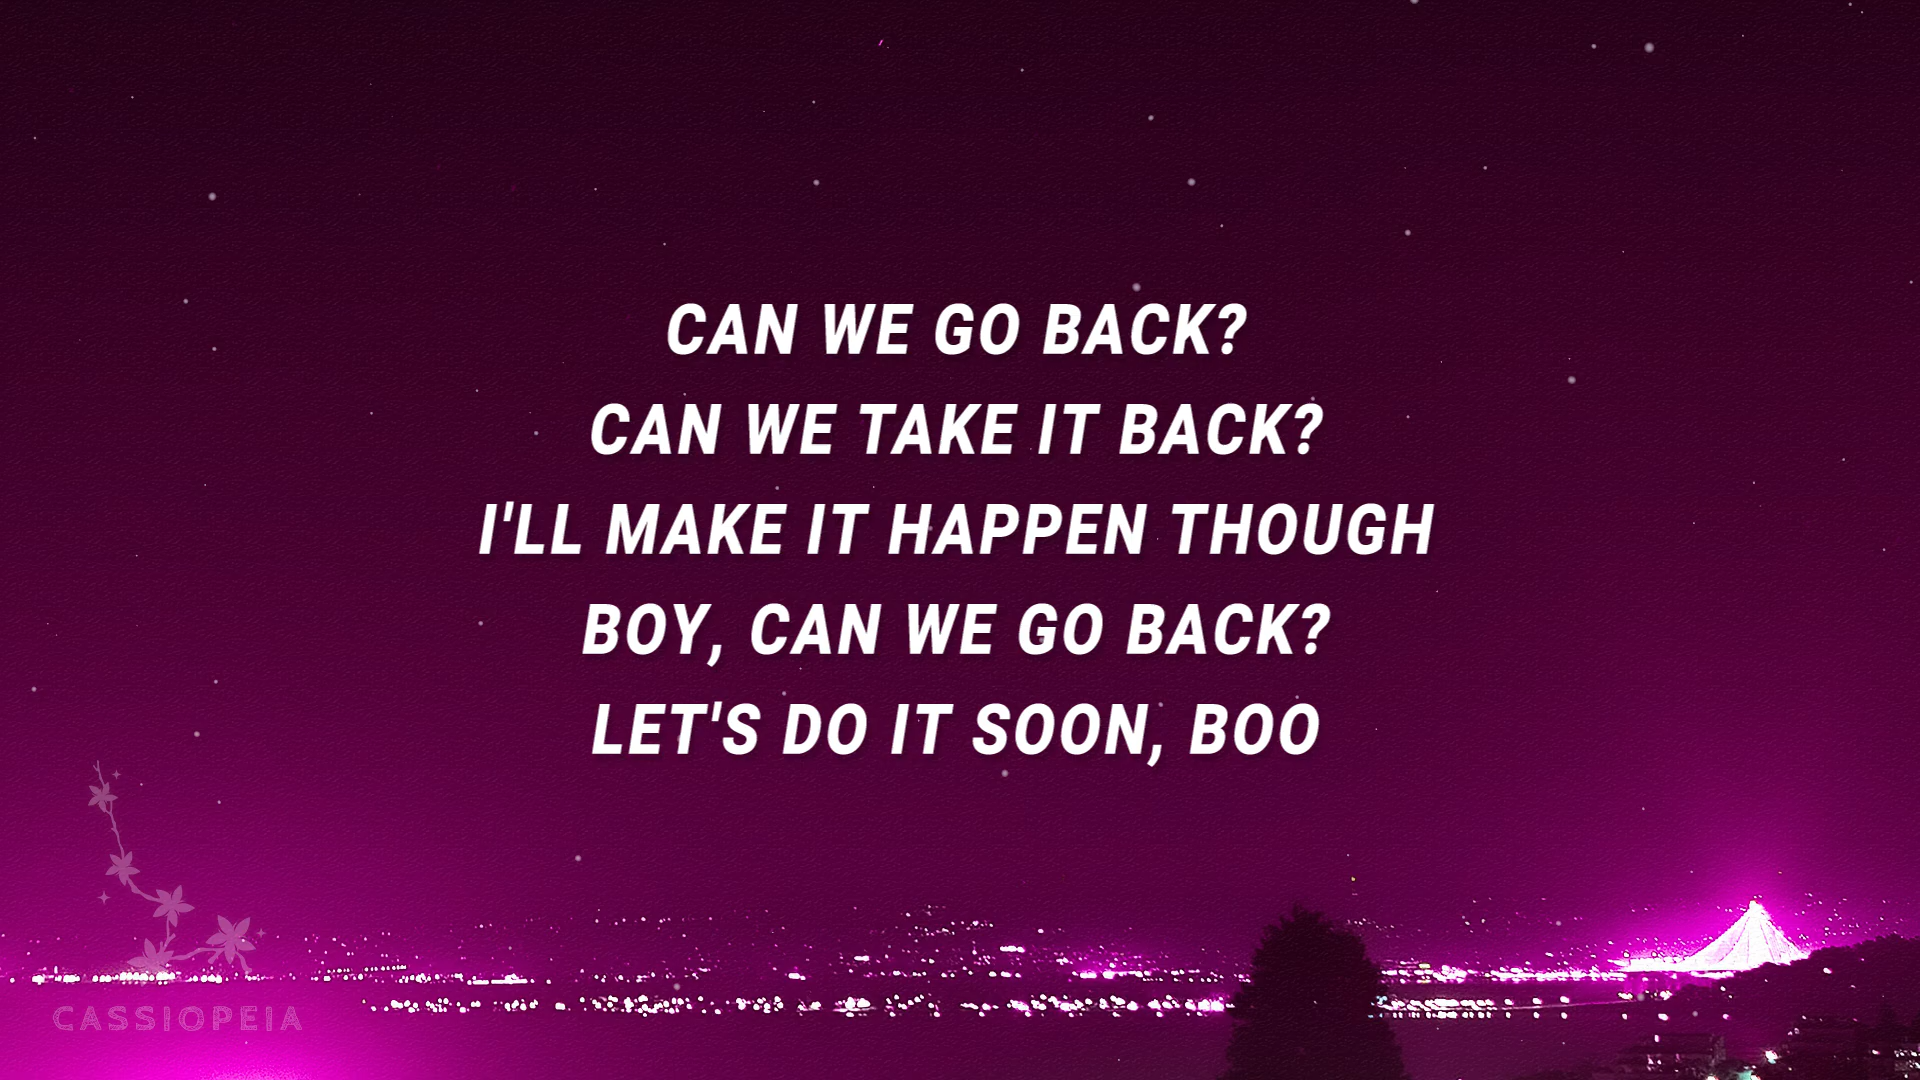 CAN WE GO BACK?
CAN WE TAKE IT BACK?
I'LL MAKE IT HAPPEN THOUGH
BOY, CAN WE GO BACK?
LET'S DO IT SOON, BOO
CASSIOPEIA